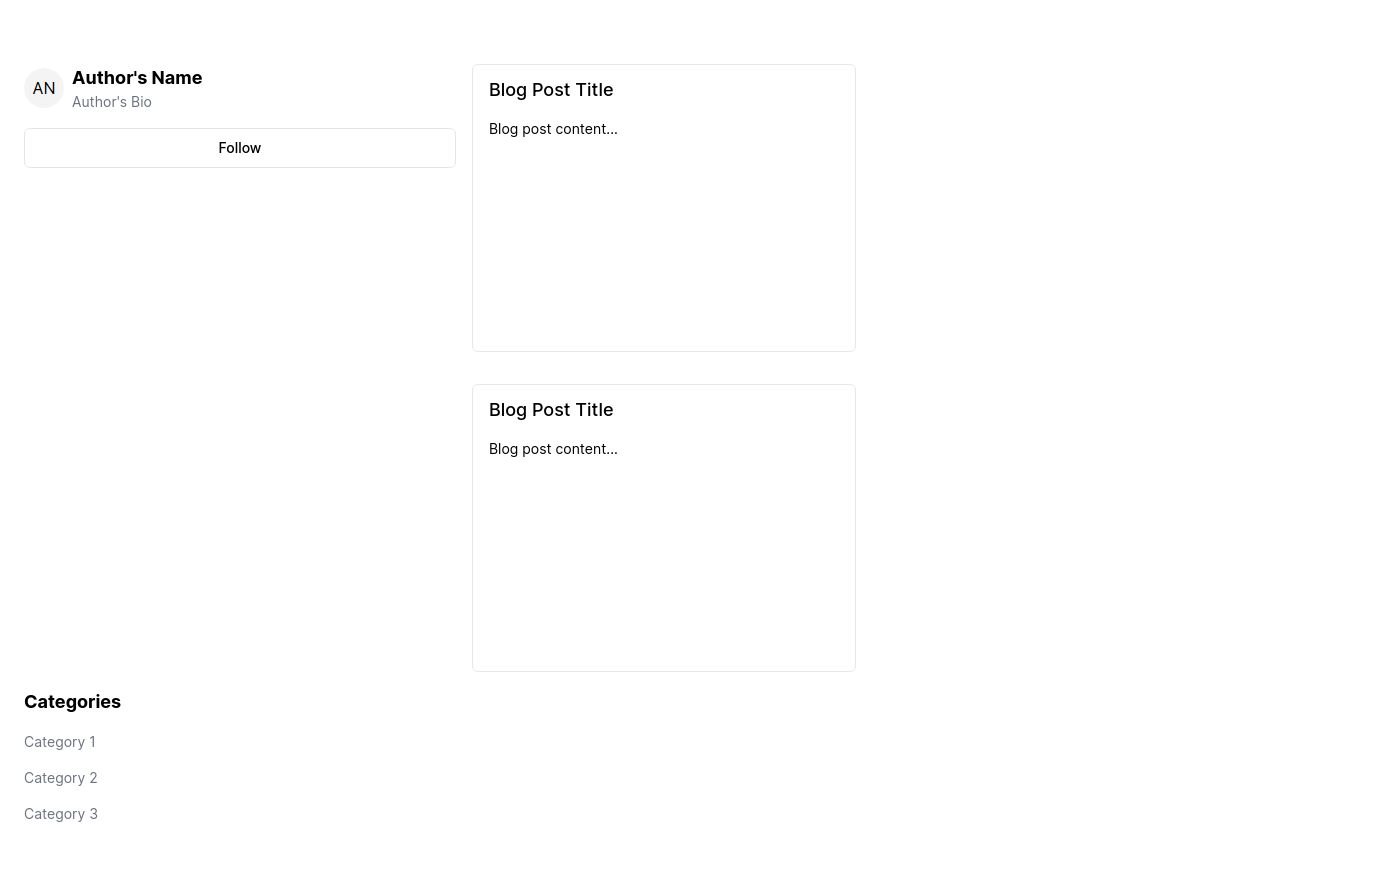 AN
Author's Name
Author's Bio
Follow
Blog Post Title
Blog post content...
Blog Post Title
Blog post content...
Categories
Category 1
Category 2
Category 3